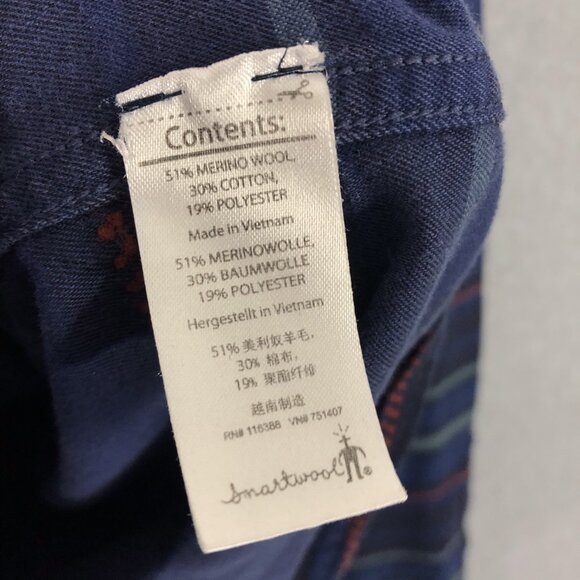 Contents:
51% MERINO WOOL,
30% COTTON,
19% POLYESTER
Made in Vietnam
51% MERINOWOLLE,
30% BAUMWOLLE
19% POLYESTER
Hergestellt in Vietnam
51% 美利奴羊毛,
30% 棉布,
19% 聚酯纤维
越南制造
RN# 116388 VN# 751407
Smartwool ®